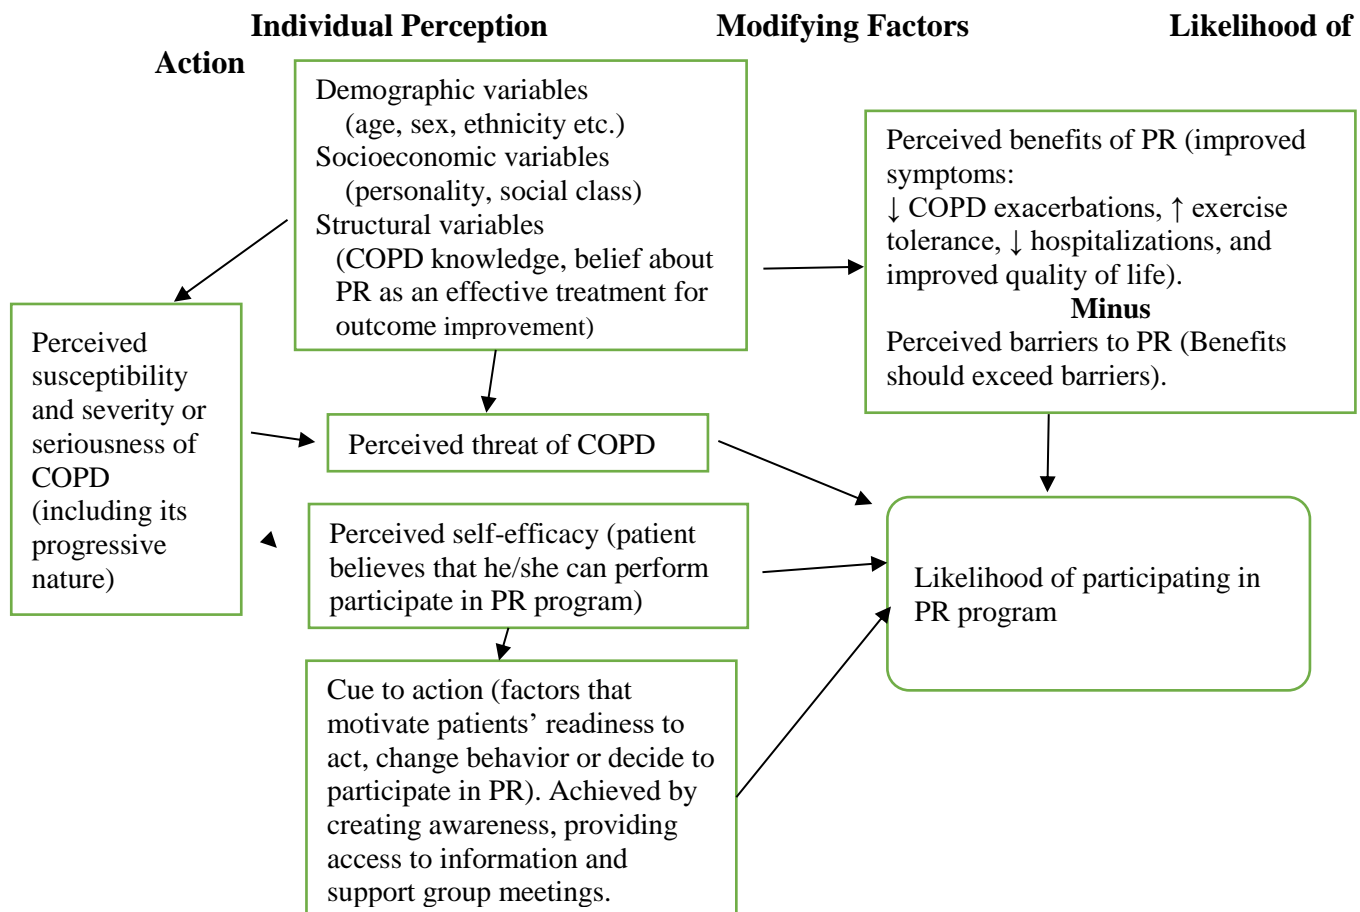 Individual Perception Modifying Factors Likelihood of
Action
Demographic variables
(age, sex, ethnicity etc.)
Socioeconomic variables
(personality, social class)
Structural variables
(COPD knowledge, belief about
PR as an effective treatment for
outcome improvement)
Perceived benefits of PR (improved
symptoms:
↓ COPD exacerbations, ↑ exercise
tolerance, ↓ hospitalizations, and
improved quality of life).
Minus
Perceived barriers to PR (Benefits
should exceed barriers).
Perceived
susceptibility
and severity or
seriousness of
COPD
(including its
progressive
nature)
Perceived threat of COPD
Perceived self-efficacy (patient
believes that he/she can perform
participate in PR program)
Likelihood of participating in
PR program
Cue to action (factors that
motivate patients’ readiness to
act, change behavior or decide to
participate in PR). Achieved by
creating awareness, providing
access to information and
support group meetings.